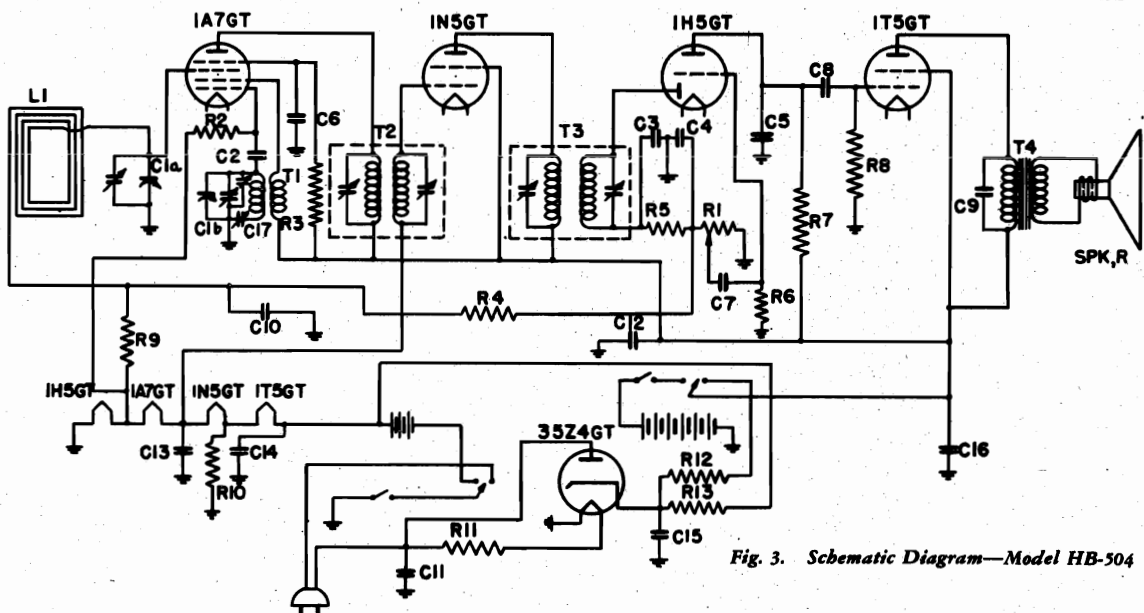 1A7GT 1N5GT 1H5GT 1T5GT
L1
R2
C1a
C6
C2
T1
C1b C17
R3
T2
T3
C3 C4
R5 R1
C5
C7
R6
C8
R7
R8
C9
T4
SPK,R
R4
C10
C12
R9
1H5GT 1A7GT 1N5GT 1T5GT
C13
R10
C14
35Z4GT
R12
R13
C15
C16
R11
C11
Fig. 3. Schematic Diagram—Model HB-504